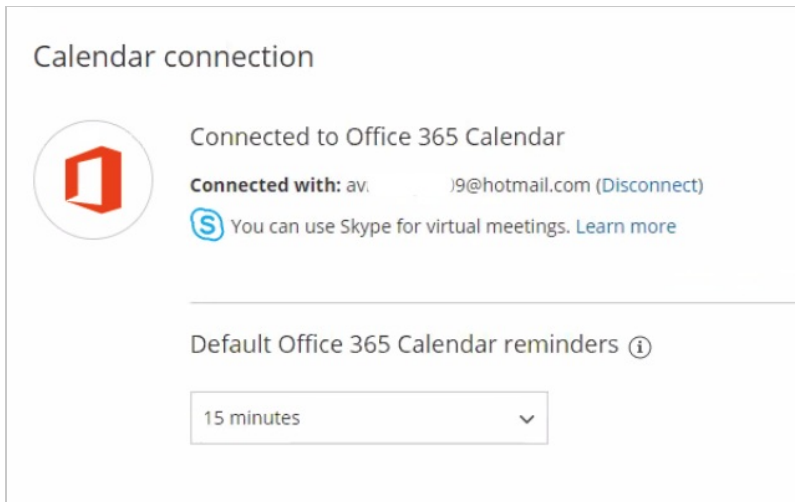 Calendar connection
Connected to Office 365 Calendar
Connected with: av. )9@hotmail.com (Disconnect)
You can use Skype for virtual meetings. Learn more
Default Office 365 Calendar reminders
15 minutes